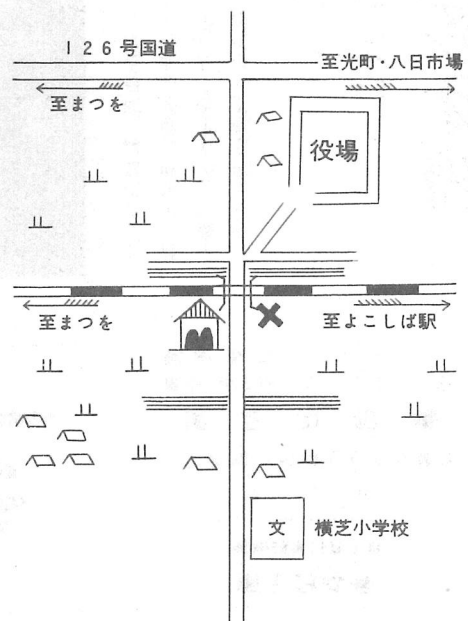 126号国道
至光町・八日市場
至まつを
役場
至まつを
至よこしば駅
文
横芝小学校